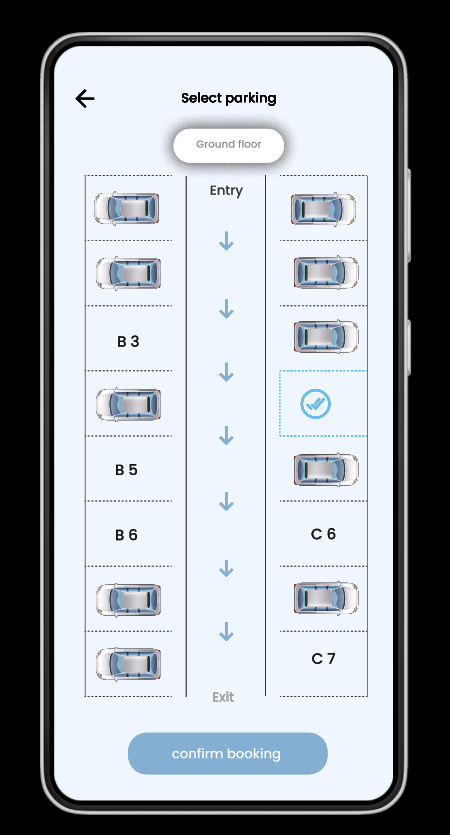 Select parking
Ground floor
Entry
B 3
B 5
B 6
C 6
C 7
Exit
confirm booking